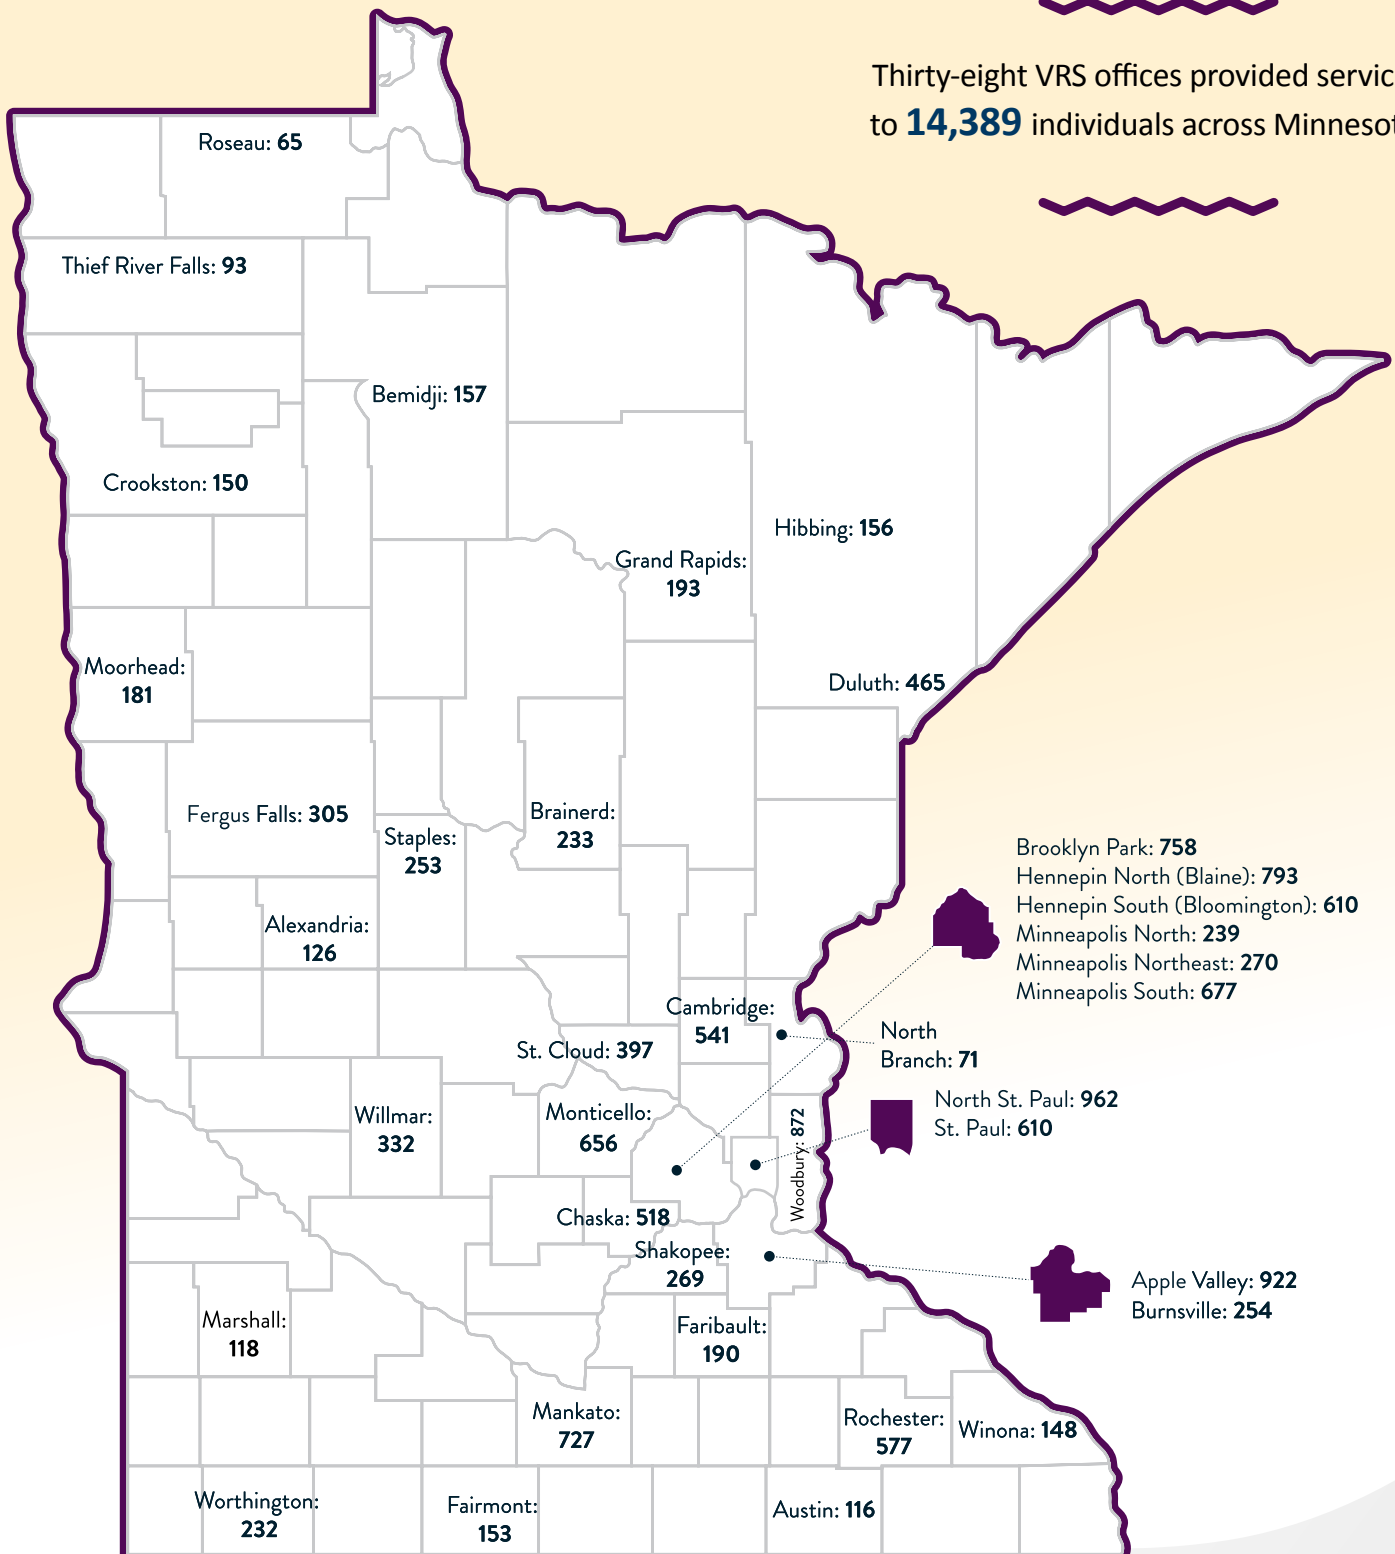 Thirty-eight VRS offices provided servic
to 14,389 individuals across Minnesot
Roseau: 65
Thief River Falls: 93
Bemidji: 157
Crookston: 150
Hibbing: 156
Grand Rapids:
193
Moorhead:
181
Duluth: 465
Fergus Falls: 305
Brainerd:
233
Staples:
253
Brooklyn Park: 758
Hennepin North (Blaine): 793
Hennepin South (Bloomington): 610
Minneapolis North: 239
Minneapolis Northeast: 270
Minneapolis South: 677
Alexandria:
126
Cambridge:
541
North
Branch: 71
St. Cloud: 397
North St. Paul: 962
St. Paul: 610
Willmar:
332
Monticello:
656
Woodbury: 872
Chaska: 518
Shakopee:
269
Apple Valley: 922
Burnsville: 254
Marshall:
118
Faribault:
190
Mankato:
727
Rochester:
577
Winona: 148
Worthington:
232
Fairmont:
153
Austin: 116